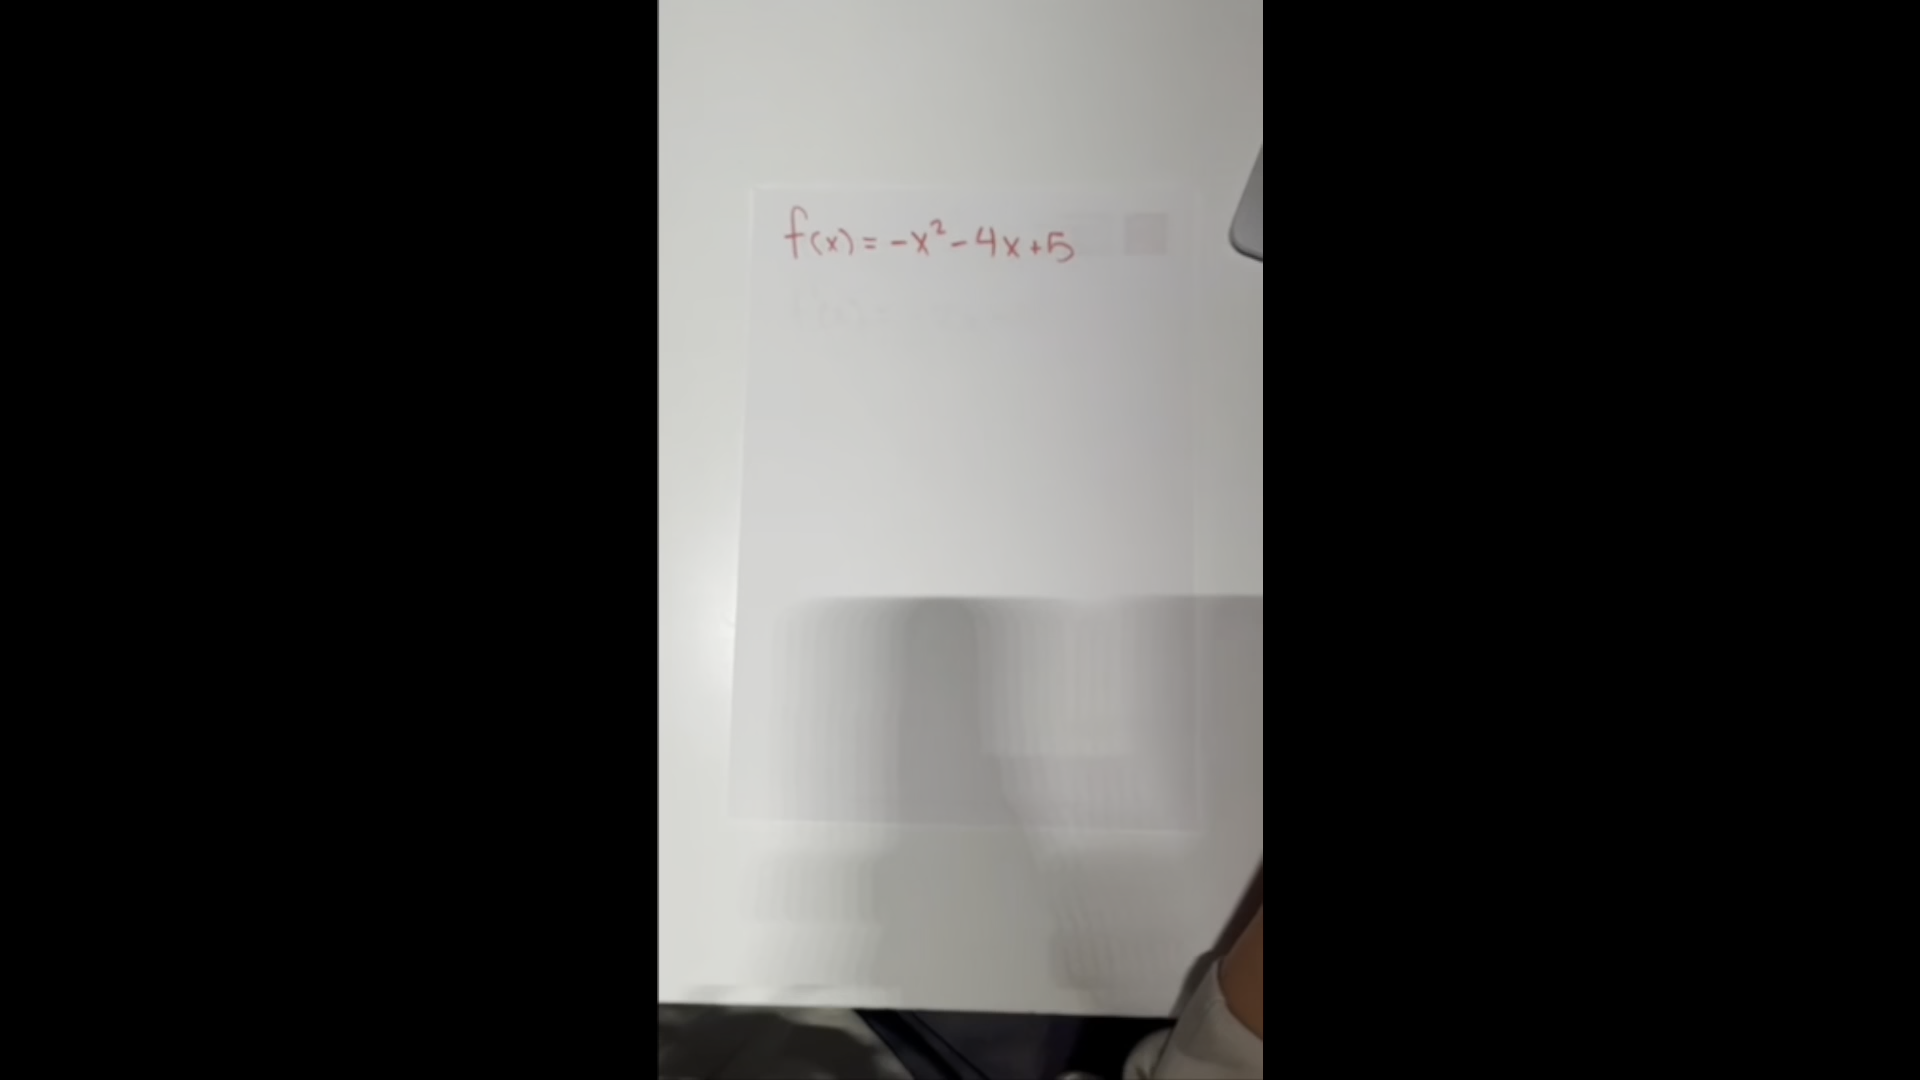 f(x) = -x² - 4x + 5